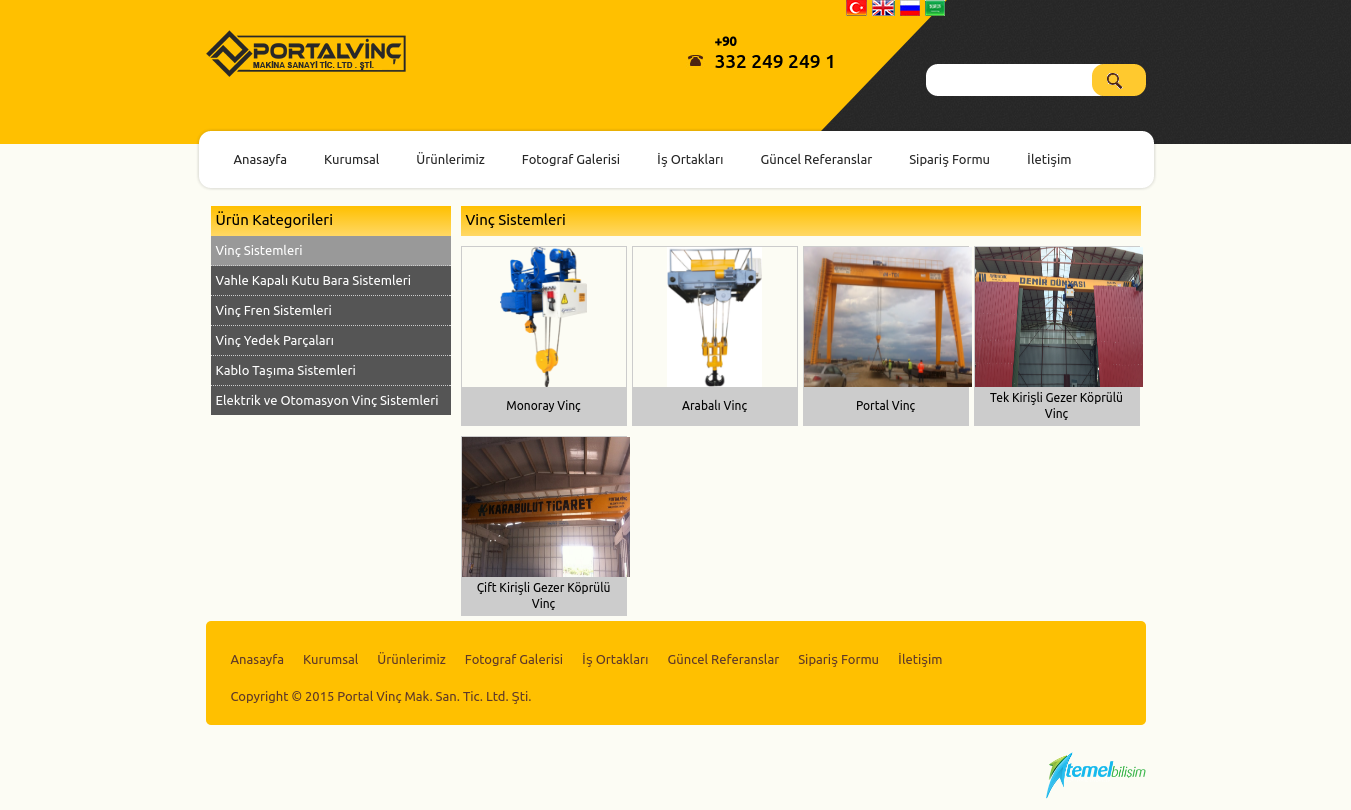 PORTALVİNÇ
MAKİNA SANAYİ TİC. LTD. ŞTİ.
+90
332 249 249 1
Anasayfa Kurumsal Ürünlerimiz Fotograf Galerisi İş Ortakları Güncel Referanslar Sipariş Formu İletişim
Ürün Kategorileri
Vinç Sistemleri
Vahle Kapalı Kutu Bara Sistemleri
Vinç Fren Sistemleri
Vinç Yedek Parçaları
Kablo Taşıma Sistemleri
Elektrik ve Otomasyon Vinç Sistemleri
Vinç Sistemleri
Monoray Vinç
Arabalı Vinç
Portal Vinç
DEMİR DÜNYASI
Tek Kirişli Gezer Köprülü
Vinç
KARABULUT TİCARET
Çift Kirişli Gezer Köprülü
Vinç
Anasayfa Kurumsal Ürünlerimiz Fotograf Galerisi İş Ortakları Güncel Referanslar Sipariş Formu İletişim
Copyright © 2015 Portal Vinç Mak. San. Tic. Ltd. Şti.
temelbilisim